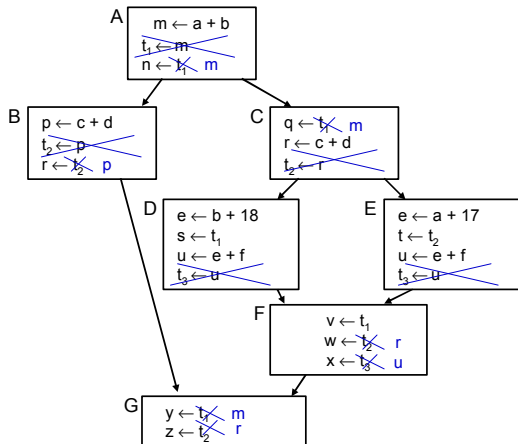 A
m ← a + b
t₁ ← m
n ← t₁ m
B
p ← c + d
t₂ ← p
r ← t₂ p
C
q ← t₁ m
r ← c + d
t₂ ← r
D
e ← b + 18
s ← t₁
u ← e + f
t₃ ← u
E
e ← a + 17
t ← t₂
u ← e + f
t₃ ← u
F
v ← t₁
w ← t₂ r
x ← t₃ u
G
y ← t₁ m
z ← t₂ r